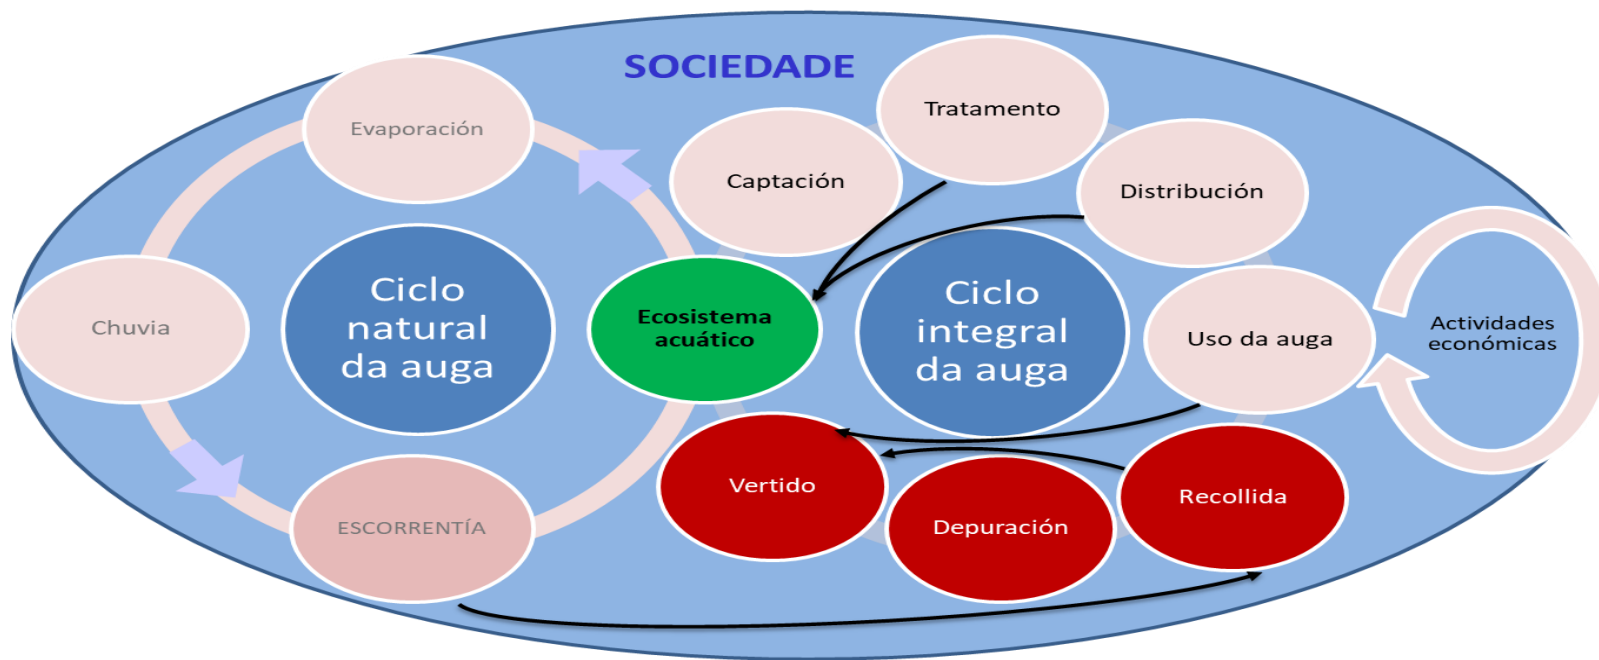 SOCIEDADE
Evaporación
Chuvia
ESCORRENTÍA
Ciclo
natural
da auga
Ecosistema
acuático
Captación
Tratamento
Distribución
Uso da auga
Ciclo
integral
da auga
Vertido
Depuración
Recollida
Actividades
económicas